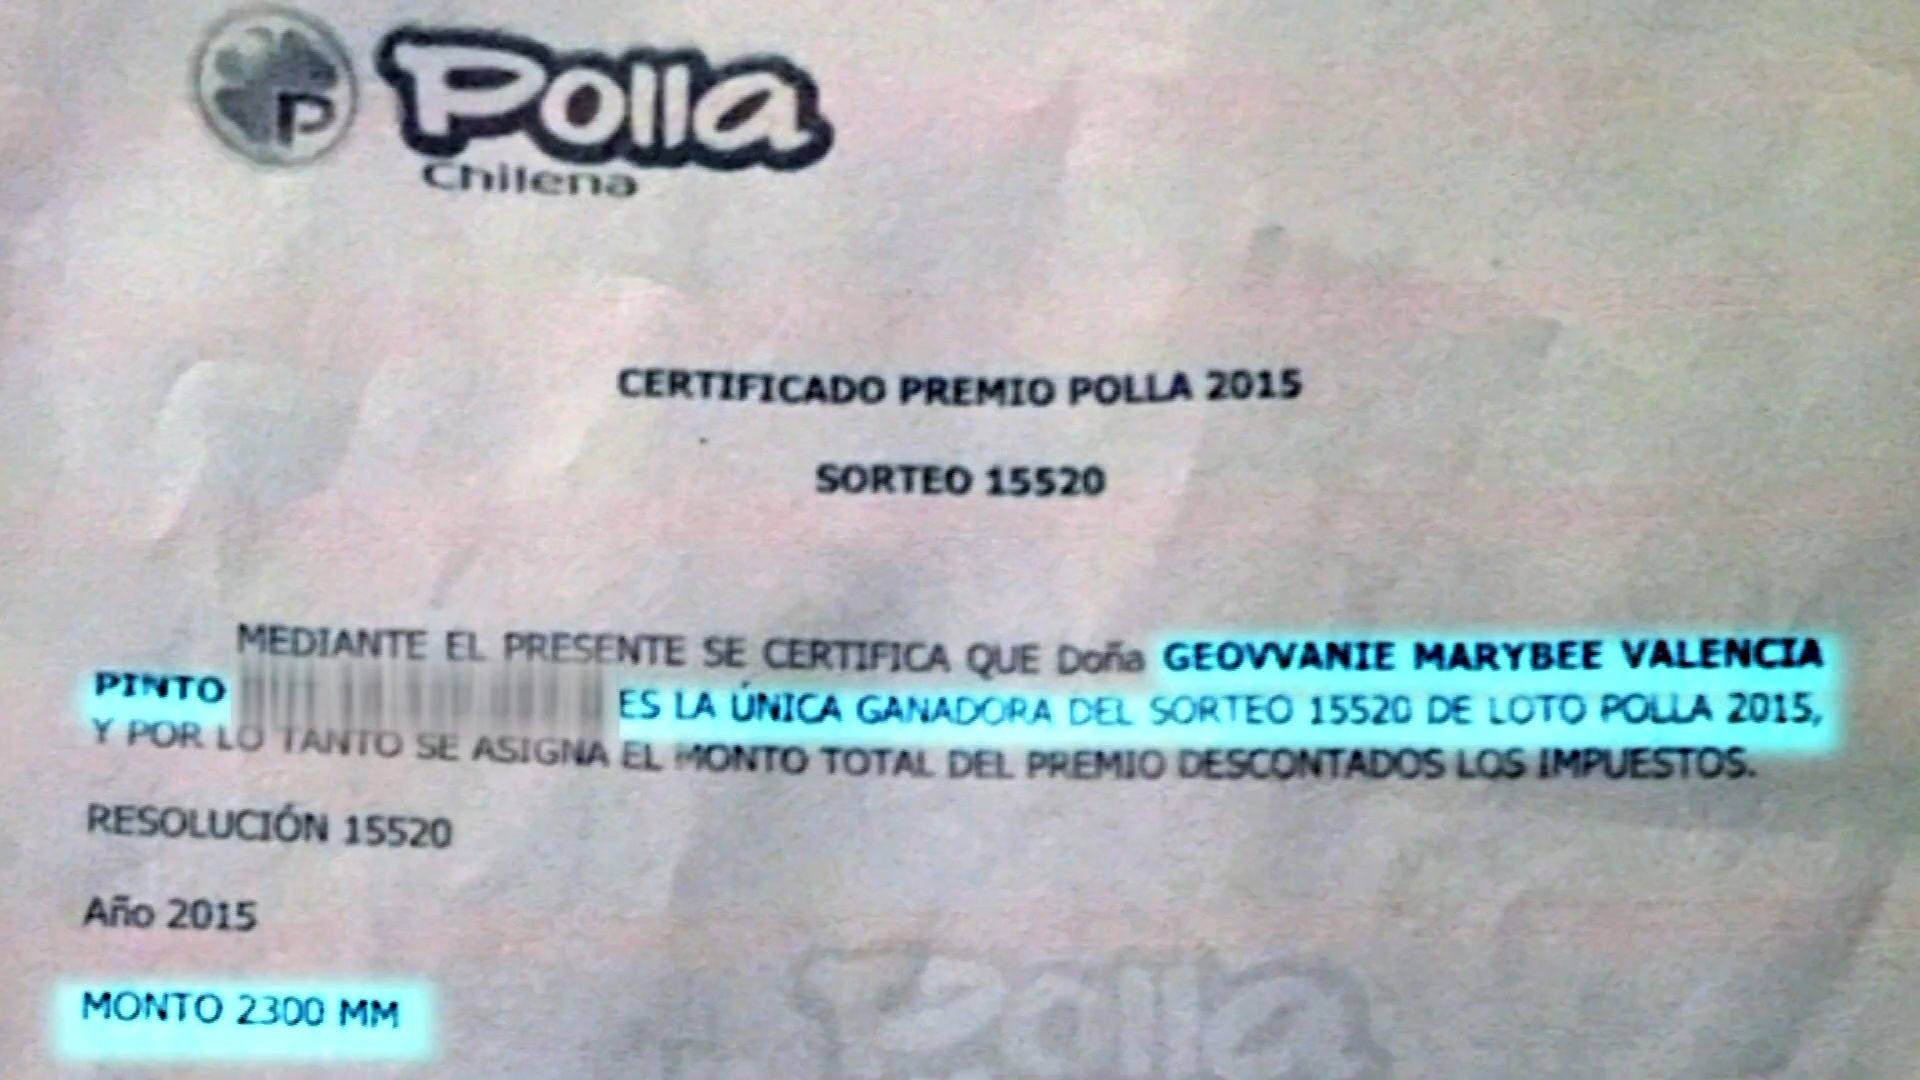 P Polla
Chilena
CERTIFICADO PREMIO POLLA 2015
SORTEO 15520
MEDIANTE EL PRESENTE SE CERTIFICA QUE Doña GEOVVANIE MARYBEE VALENCIA
PINTO ES LA ÚNICA GANADORA DEL SORTEO 15520 DE LOTO POLLA 2015,
Y POR LO TANTO SE ASIGNA EL MONTO TOTAL DEL PREMIO DESCONTADOS LOS IMPUESTOS.
RESOLUCIÓN 15520
Año 2015
MONTO 2300 MM
Polla